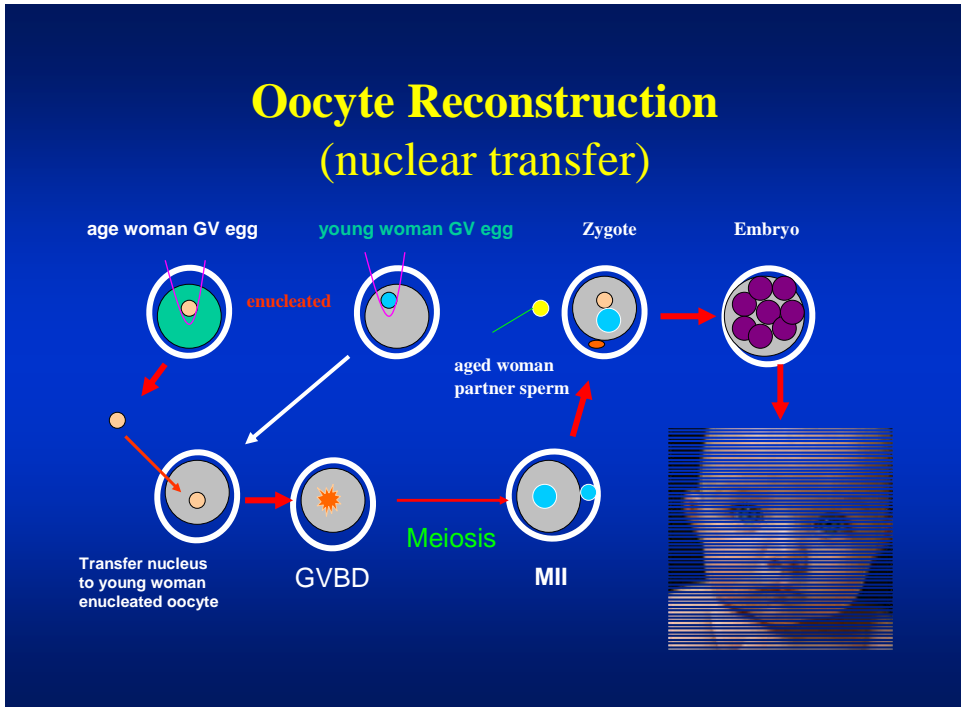 Oocyte Reconstruction
(nuclear transfer)
age woman GV egg
young woman GV egg
Zygote
Embryo
enucleated
aged woman
partner sperm
Transfer nucleus
to young woman
enucleated oocyte
GVBD
Meiosis
MII